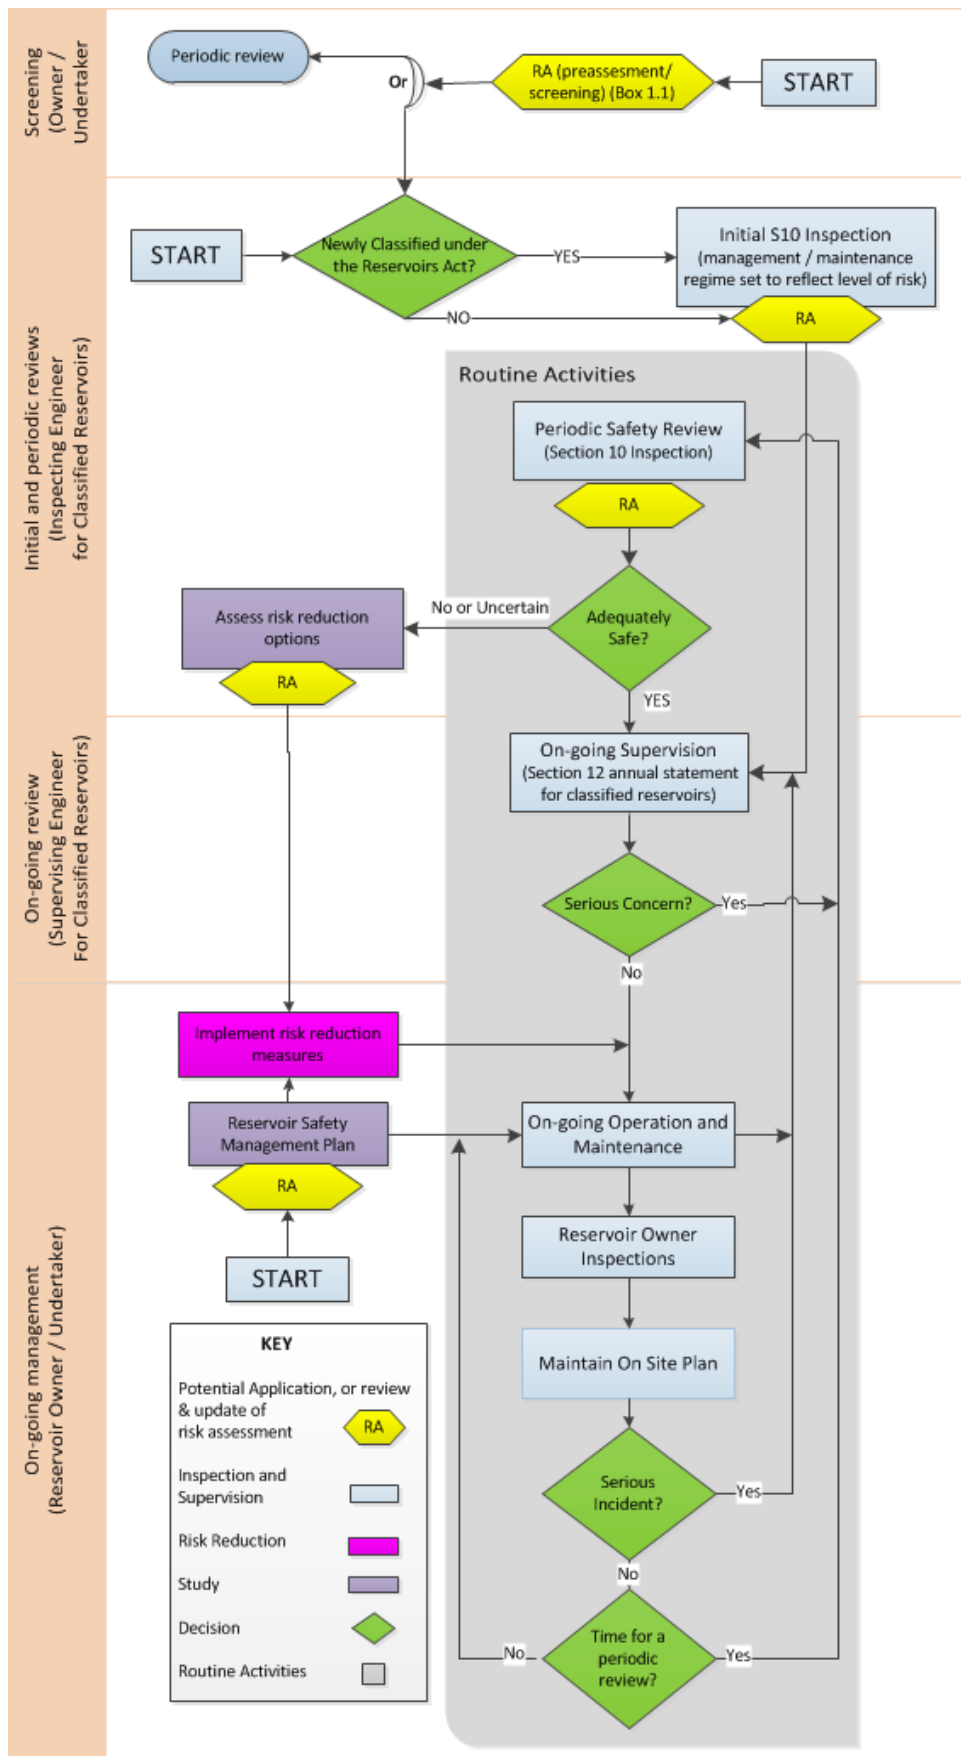 Screening
(Owner /
Undertaker
Periodic review
Or
RA (preassesment/
screening) (Box 1.1)
START
Initial and periodic reviews
(Inspecting Engineer
for Classified Reservoirs)
START
Newly Classified under
the Reservoirs Act?
YES
NO
Initial S10 Inspection
(management / maintenance
regime set to reflect level of risk)
RA
Routine Activities
Periodic Safety Review
(Section 10 Inspection)
RA
Adequately
Safe?
No or Uncertain
YES
Assess risk reduction
options
RA
On-going review
(Supervising Engineer
For Classified Reservoirs)
On-going Supervision
(Section 12 annual statement
for classified reservoirs)
Serious Concern?
Yes
No
On-going management
(Reservoir Owner / Undertaker)
Implement risk reduction
measures
Reservoir Safety
Management Plan
RA
START
On-going Operation and
Maintenance
Reservoir Owner
Inspections
Maintain On Site Plan
Serious
Incident?
Yes
No
Time for a
periodic
review?
No
Yes
KEY
Potential Application, or review
& update of
risk assessment
RA
Inspection and
Supervision
Risk Reduction
Study
Decision
Routine Activities